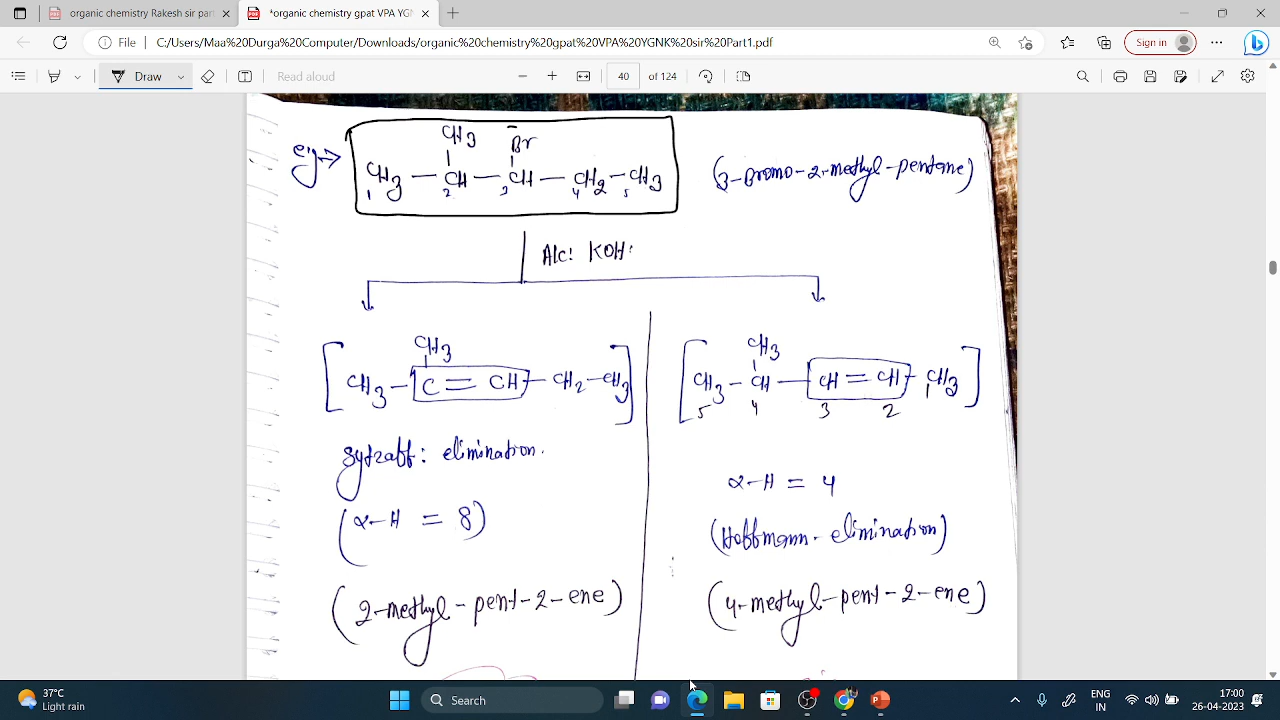 organic chemistry Rakesh sir part
*organic chemistry gpat VPA YGN
File
C:/Users/Maa%20Durga%20Computer/Downloads/organic%20chemistry%20gpat%20VPA%20YGNK%20sir%20Part1.pdf
Sign in
Draw
Read aloud
40 of 124
CH3 Br
eg→ CH3 — CH — CH — CH2 — CH3 (3-Bromo-2-methyl-pentane)
1 2 3 4 5
Alc: KOH:
CH3 CH3
[CH3 — C = CH — CH2 — CH3] [CH3 — CH — CH = CH — CH3]
5 4 3 2 1
Sytzaff: elimination.
α-H = 4
(α-H = 8)
(Hoffmann- elimination)
(2-methyl-pent-2-ene) (4-methyl-pent-2-ene)
37°C
Light rain
Search
ENG
IN
17:00
26-04-2023